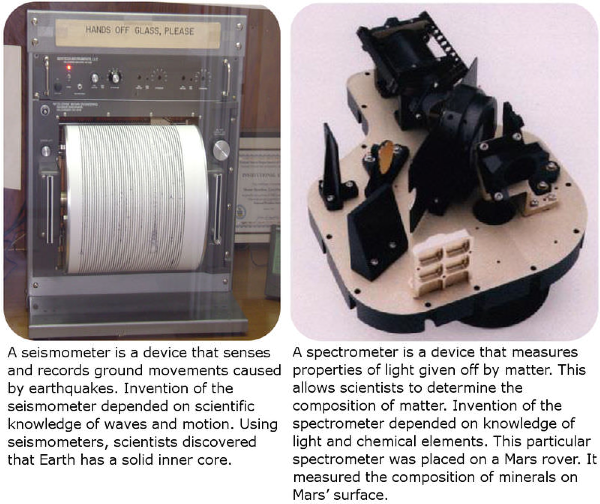 HANDS OFF GLASS, PLEASE
A seismometer is a device that senses
and records ground movements caused
by earthquakes. Invention of the
seismometer depended on scientific
knowledge of waves and motion. Using
seismometers, scientists discovered
that Earth has a solid inner core.
A spectrometer is a device that measures
properties of light given off by matter. This
allows scientists to determine the
composition of matter. Invention of the
spectrometer depended on knowledge of
light and chemical elements. This particular
spectrometer was placed on a Mars rover. It
measured the composition of minerals on
Mars’ surface.